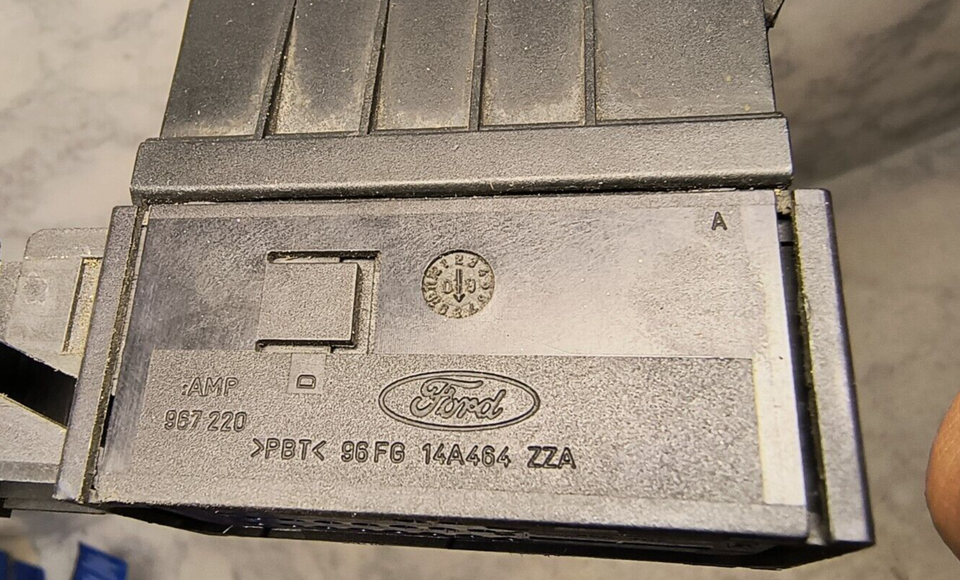 A
D
:AMP
967 220
Ford
>PBT< 96FG 14A464 ZZA